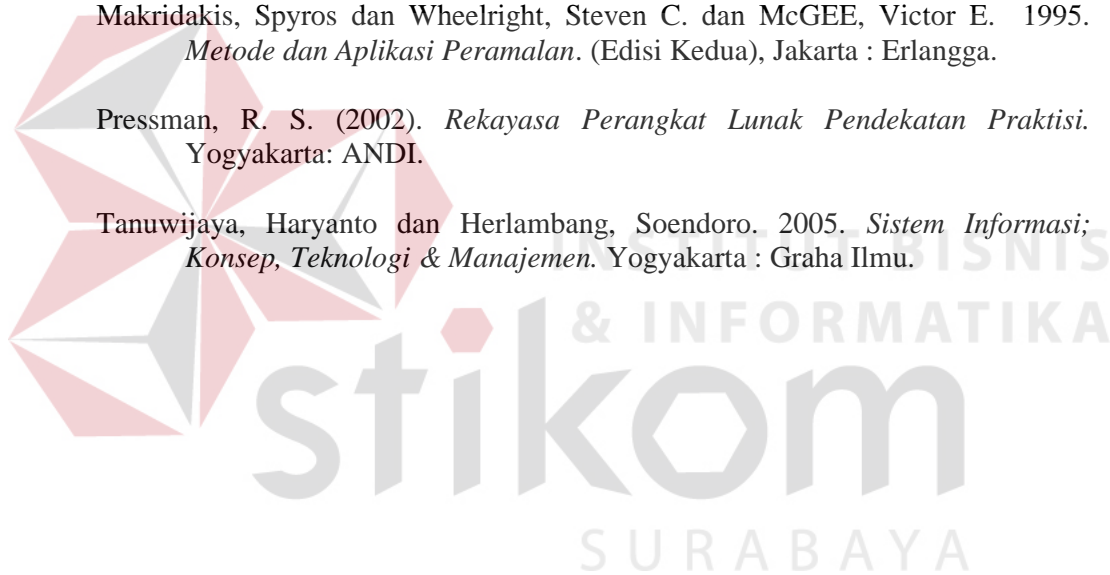 Makridakis, Spyros dan Wheelright, Steven C. dan McGEE, Victor E. 1995.
Metode dan Aplikasi Peramalan. (Edisi Kedua), Jakarta : Erlangga.
Pressman, R. S. (2002). Rekayasa Perangkat Lunak Pendekatan Praktisi.
Yogyakarta: ANDI.
Tanuwijaya, Haryanto dan Herlambang, Soendoro. 2005. Sistem Informasi;
Konsep, Teknologi & Manajemen. Yogyakarta : Graha Ilmu.
INSTITUT BISNIS
& INFORMATIKA
stikom
SURABAYA